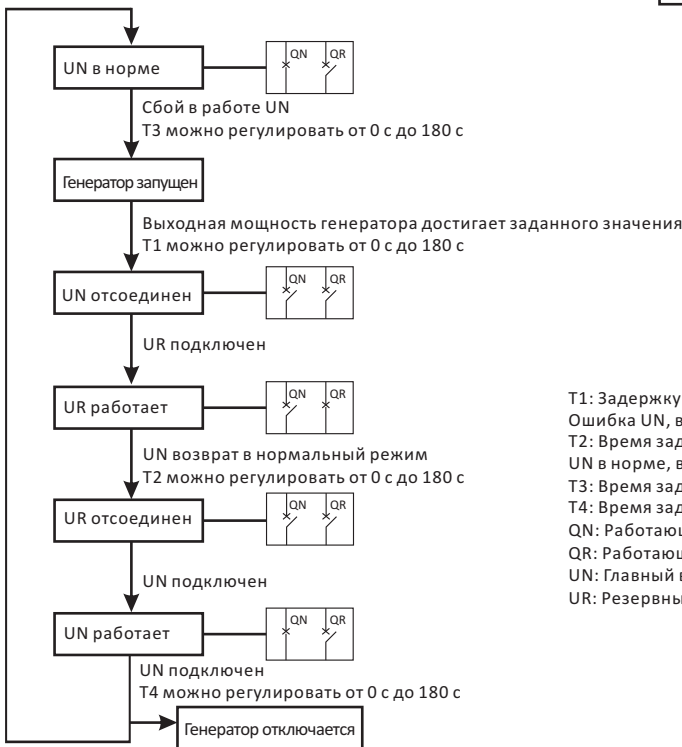 UN в норме
QN QR
Сбой в работе UN
T3 можно регулировать от 0 с до 180 с
Генератор запущен
Выходная мощность генератора достигает заданного значения
T1 можно регулировать от 0 с до 180 с
UN отсоединен
QN QR
UR подключен
UR работает
QN QR
UN возврат в нормальный режим
T2 можно регулировать от 0 с до 180 с
UR отсоединен
QN QR
UN подключен
UN работает
QN QR
UN подключен
T4 можно регулировать от 0 с до 180 с
Генератор отключается
T1: Задержку
Ошибка UN, в
T2: Время зад
UN в норме, в
T3: Время зад
T4: Время зад
QN: Работающ
QR: Работающ
UN: Главный в
UR: Резервны